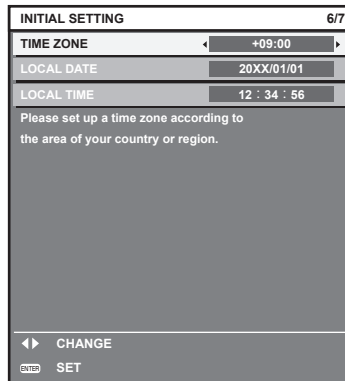 INITIAL SETTING 6/7
TIME ZONE +09:00
LOCAL DATE 20XX/01/01
LOCAL TIME 12 : 34 : 56
Please set up a time zone according to
the area of your country or region.
CHANGE
ENTER SET